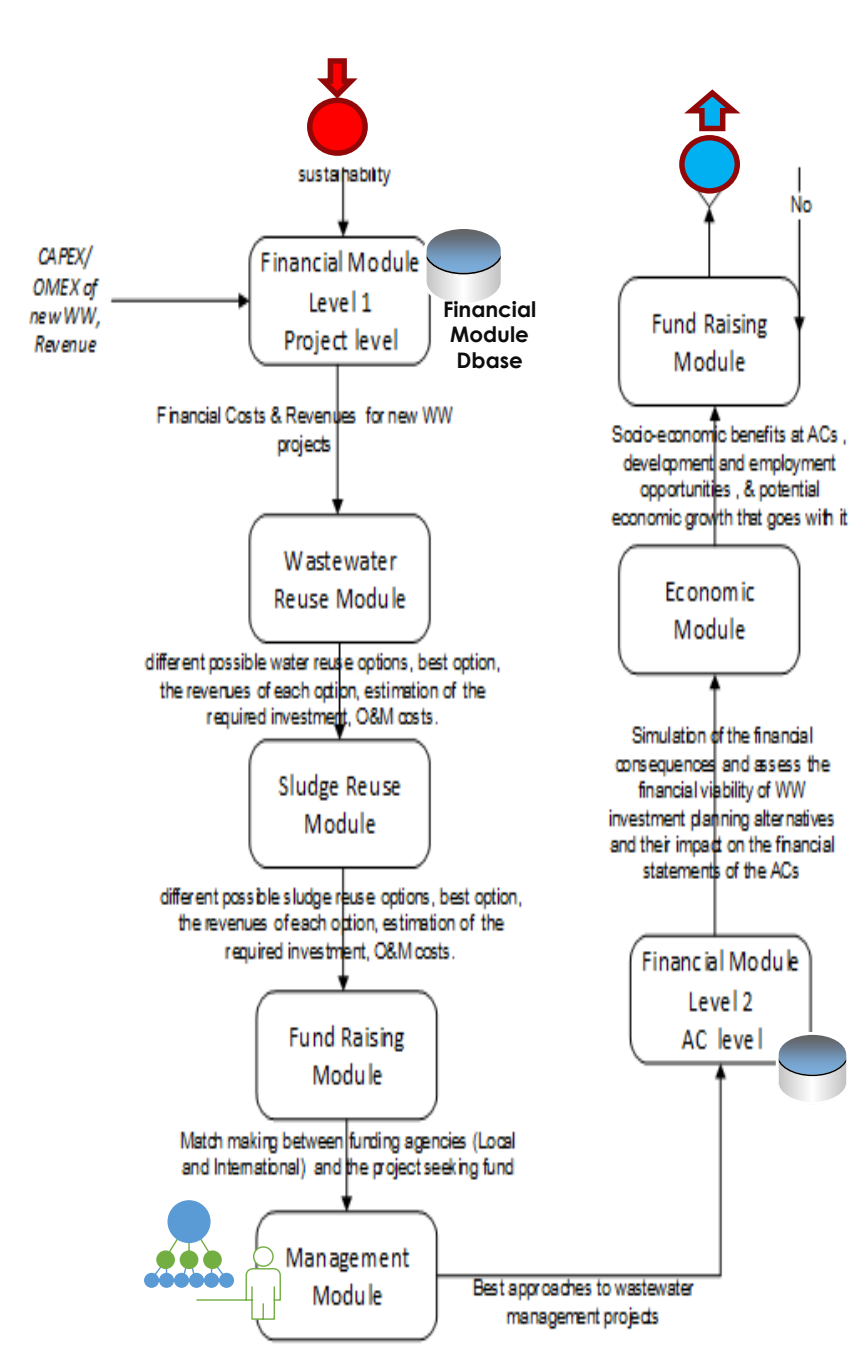 sustainability
CAPEX/
OMEX of
new WW,
Revenue
Financial Module
Level 1
Project level
Financial
Module
Dbase
Financial Costs & Revenues for new WW
projects
Wastewater
Reuse Module
different possible water reuse options, best option,
the revenues of each option, estimation of the
required investment, O&M costs.
Sludge Reuse
Module
different possible sludge reuse options, best option,
the revenues of each option, estimation of the
required investment, O&M costs.
Fund Raising
Module
Match making between funding agencies (Local
and International) and the project seeking fund
Management
Module
Best approaches to wastewater
management projects
Financial Module
Level 2
AC level
Simulation of the financial
consequences and assess the
financial viability of WW
investment planning alternatives
and their impact on the financial
statements of the ACs
Economic
Module
Socio-economic benefits at ACs ,
development and employment
opportunities , & potential
economic growth that goes with it
Fund Raising
Module
No